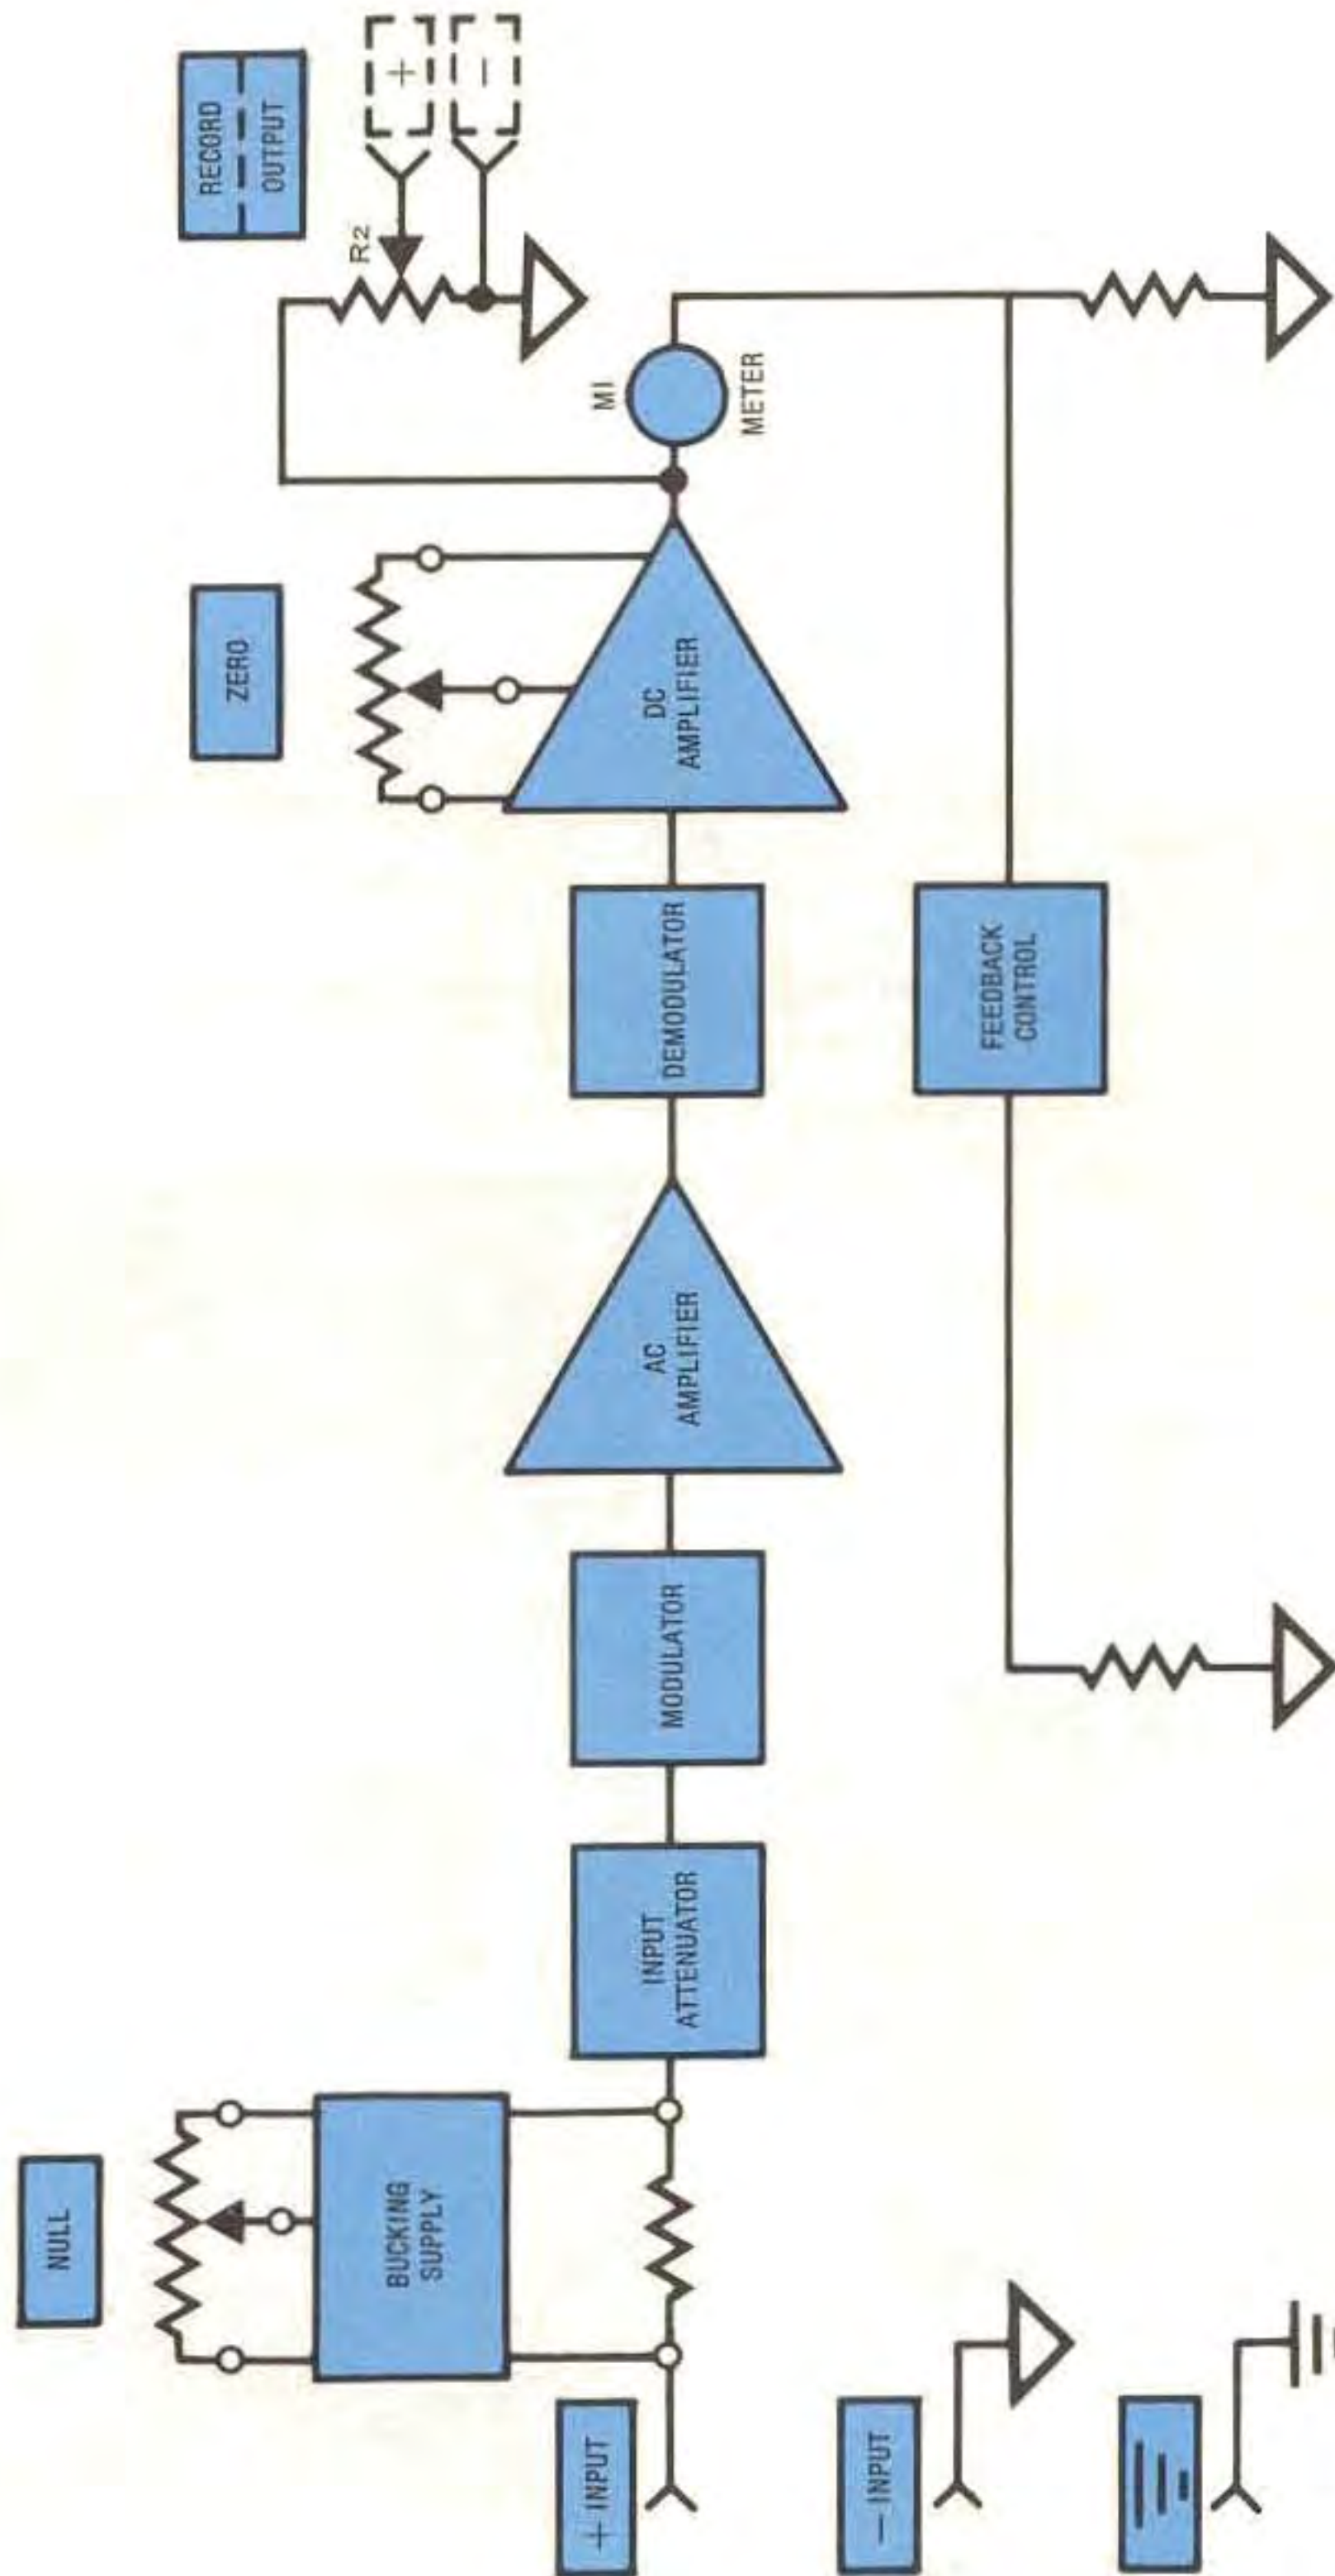 NULL
BUCKING
SUPPLY
+ INPUT
− INPUT
INPUT
ATTENUATOR
MODULATOR
AC
AMPLIFIER
DEMODULATOR
ZERO
DC
AMPLIFIER
FEEDBACK
CONTROL
M1
METER
RECORD
OUTPUT
R2
+
−